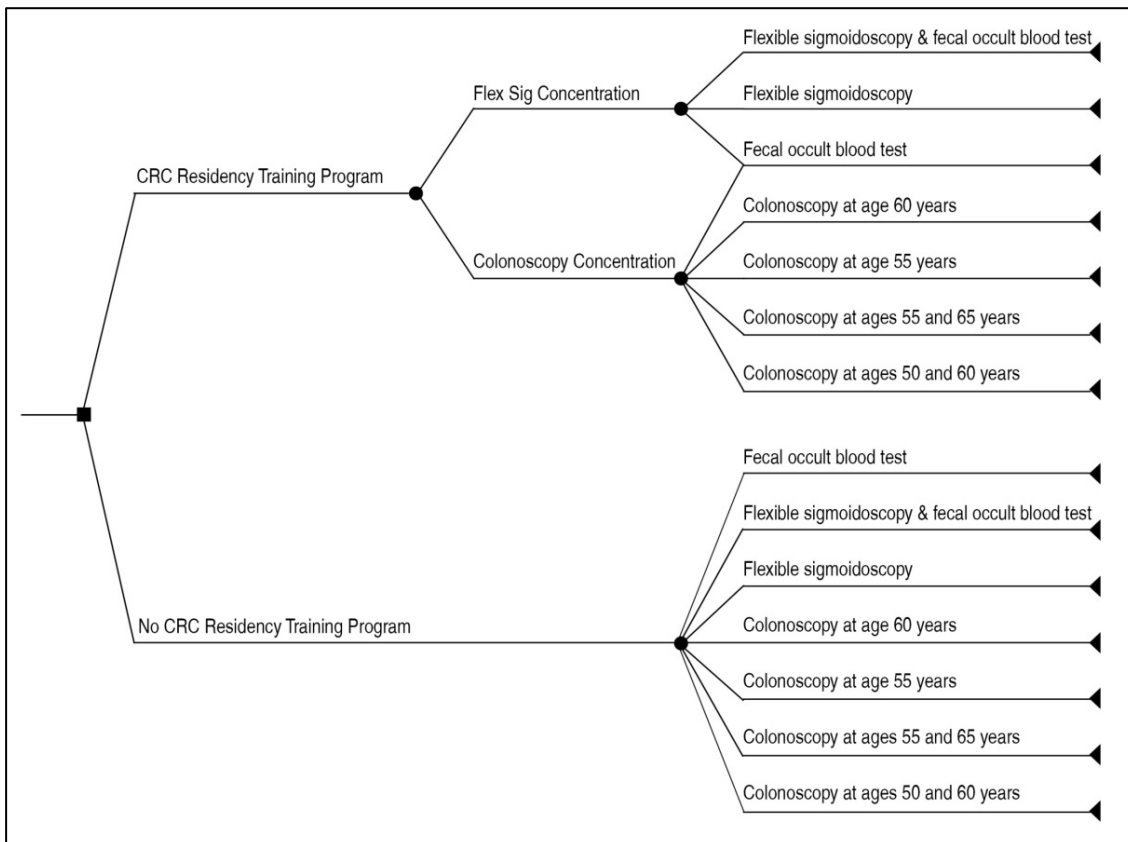 Flexible sigmoidoscopy & fecal occult blood test
Flex Sig Concentration
Flexible sigmoidoscopy
Fecal occult blood test
CRC Residency Training Program
Colonoscopy at age 60 years
Colonoscopy Concentration
Colonoscopy at age 55 years
Colonoscopy at ages 55 and 65 years
Colonoscopy at ages 50 and 60 years
Fecal occult blood test
Flexible sigmoidoscopy & fecal occult blood test
Flexible sigmoidoscopy
No CRC Residency Training Program
Colonoscopy at age 60 years
Colonoscopy at age 55 years
Colonoscopy at ages 55 and 65 years
Colonoscopy at ages 50 and 60 years